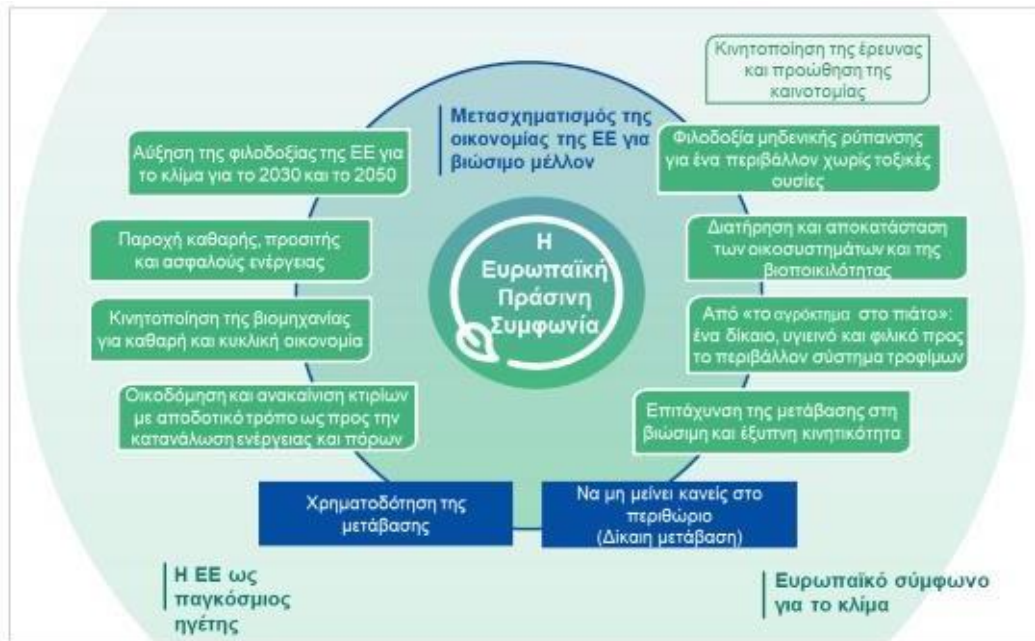 Κινητοποίηση της έρευνας
και προώθηση της
καινοτομίας
Μετασχηματισμός της
οικονομίας της ΕΕ για
βιώσιμο μέλλον
Αύξηση της φιλοδοξίας της ΕΕ για
το κλίμα για το 2030 και το 2050
Φιλοδοξία μηδενικής ρύπανσης
για ένα περιβάλλον χωρίς τοξικές
ουσίες
Παροχή καθαρής, προσιτής
και ασφαλούς ενέργειας
Διατήρηση και αποκατάσταση
των οικοσυστημάτων και της
βιοποικιλότητας
Η
Ευρωπαϊκή
Πράσινη
Συμφωνία
Κινητοποίηση της βιομηχανίας
για καθαρή και κυκλική οικονομία
Από «το αγρόκτημα στο πιάτο»:
ένα δίκαιο, υγιεινό και φιλικό προς
το περιβάλλον σύστημα τροφίμων
Οικοδόμηση και ανακαίνιση κτιρίων
με αποδοτικό τρόπο ως προς την
κατανάλωση ενέργειας και πόρων
Επιτάχυνση της μετάβασης στη
βιώσιμη και έξυπνη κινητικότητα
Χρηματοδότηση της
μετάβασης
Να μη μείνει κανείς στο
περιθώριο
(Δίκαιη μετάβαση)
Η ΕΕ ως
παγκόσμιος
ηγέτης
Ευρωπαϊκό σύμφωνο
για το κλίμα